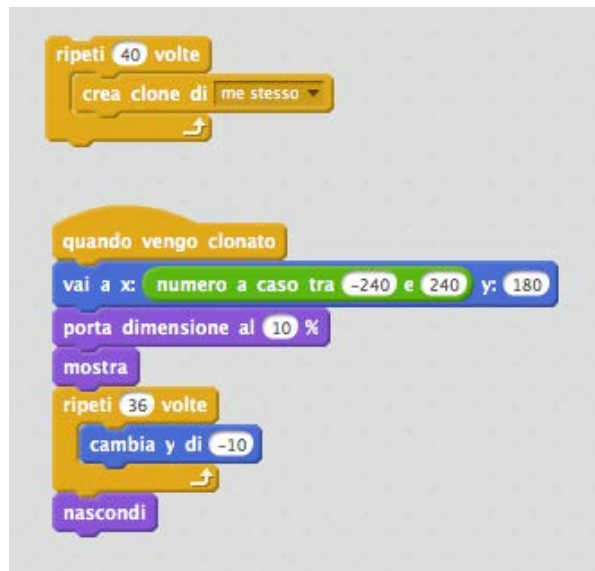 ripeti 40 volte
crea clone di me stesso
quando vengo clonato
vai a x: numero a caso tra -240 e 240 y: 180
porta dimensione al 10 %
mostra
ripeti 36 volte
cambia y di -10
nascondi